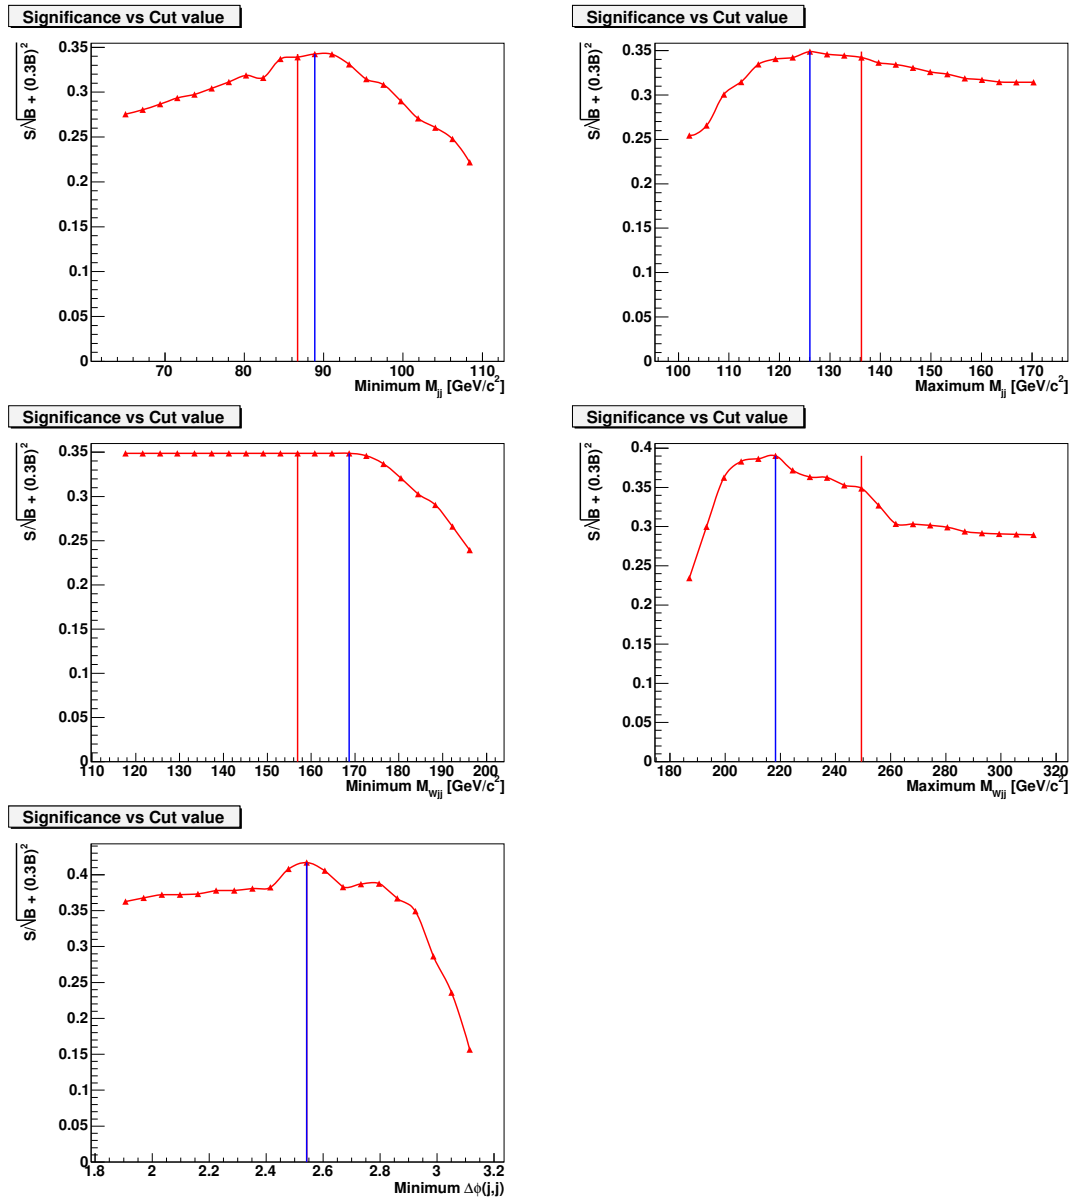 Significance vs Cut value
S/√B + (0.3B)²
0.35
0.3
0.25
0.2
0.15
0.1
0.05
0
70 80 90 100 110
Minimum Mjj [GeV/c²]
Significance vs Cut value
S/√B + (0.3B)²
0.35
0.3
0.25
0.2
0.15
0.1
0.05
0
100 110 120 130 140 150 160 170
Maximum Mjj [GeV/c²]
Significance vs Cut value
S/√B + (0.3B)²
0.35
0.3
0.25
0.2
0.15
0.1
0.05
0
110 120 130 140 150 160 170 180 190 200
Minimum MWjj [GeV/c²]
Significance vs Cut value
S/√B + (0.3B)²
0.4
0.35
0.3
0.25
0.2
0.15
0.1
0.05
0
180 200 220 240 260 280 300 320
Maximum MWjj [GeV/c²]
Significance vs Cut value
S/√B + (0.3B)²
0.4
0.35
0.3
0.25
0.2
0.15
0.1
0.05
0
1.8 2 2.2 2.4 2.6 2.8 3 3.2
Minimum Δϕ(j,j)